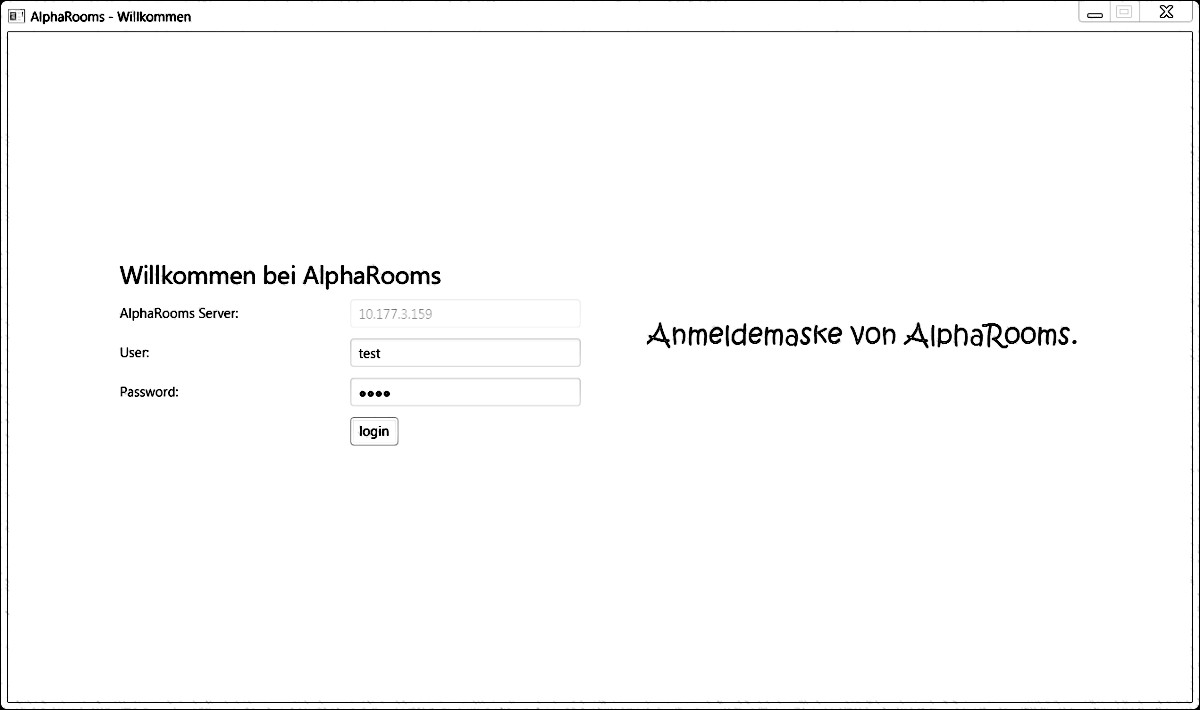 AlphaRooms - Willkommen
Willkommen bei AlphaRooms
AlphaRooms Server:
10.177.3.159
User:
test
Password:
••••
login
Anmeldemaske von AlphaRooms.